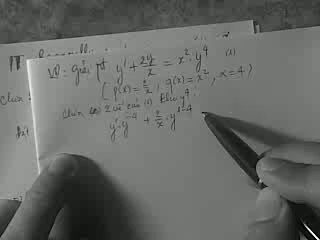 VD: giải pt y' + 2y/x = x². y⁴ (1)
( p(x) = 2/x ; q(x) = x² , α = 4 )
chia cả 2 vế của (1) cho y⁴ :
y'. y⁻⁴ + 2/x . y¹⁻⁴